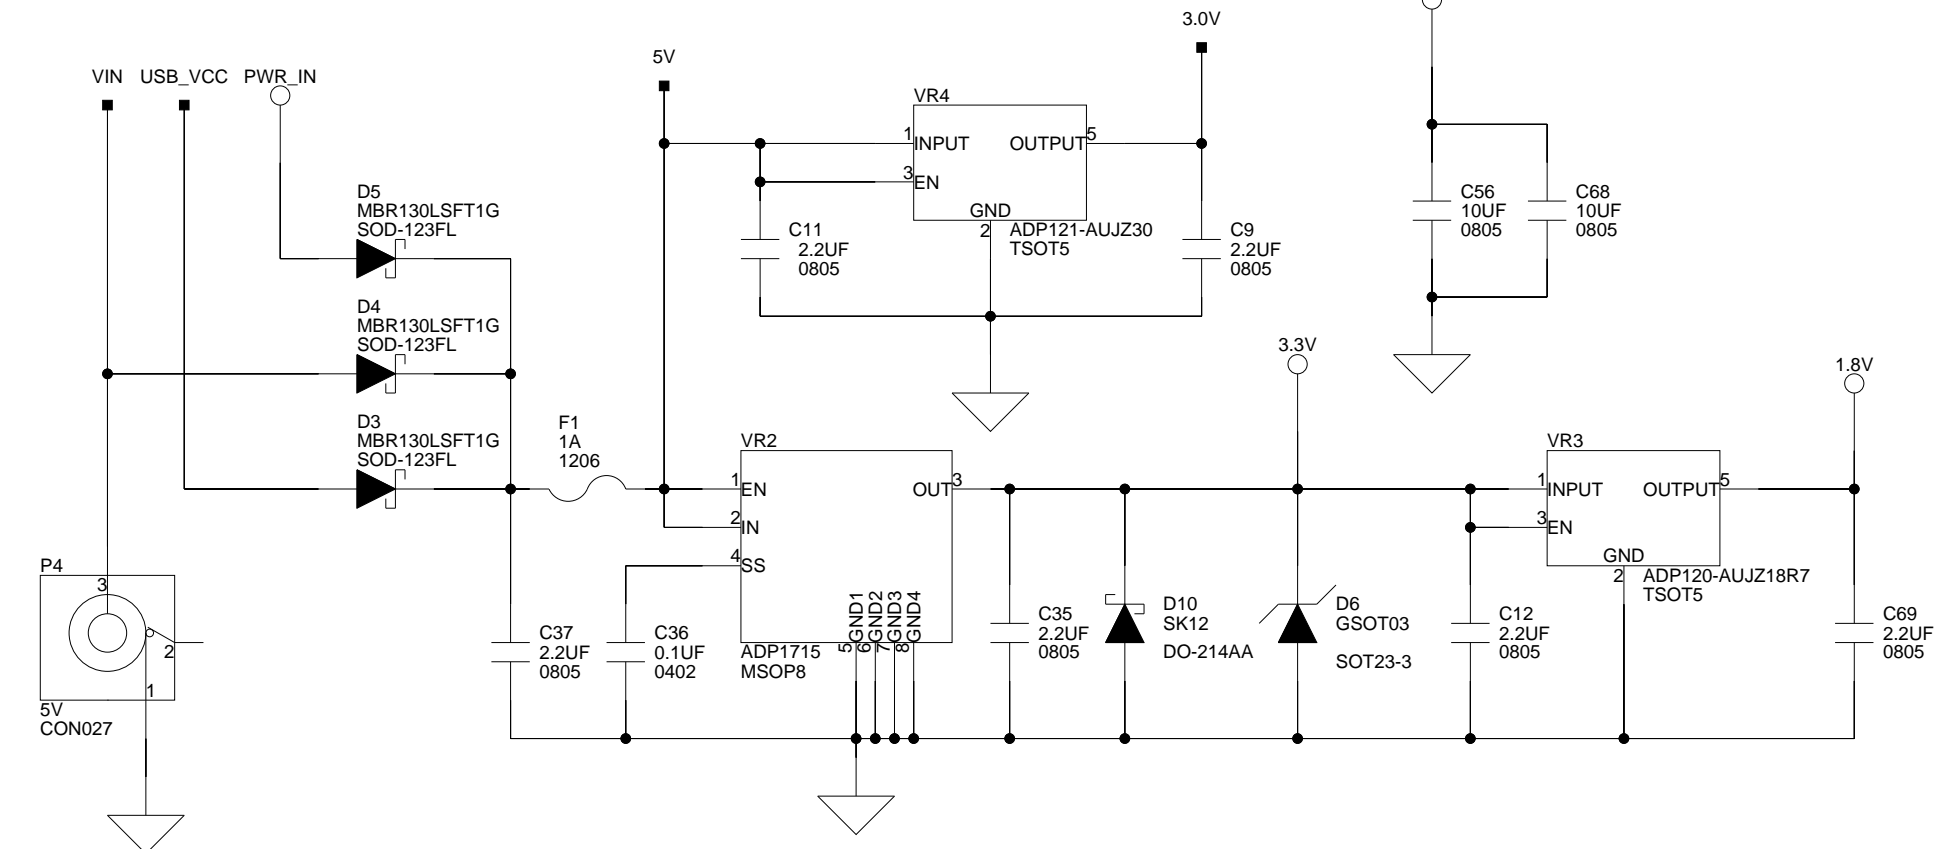 3.0V
5V
VIN USB_VCC PWR_IN
VR4
1 INPUT OUTPUT 5
3 EN
GND
2
ADP121-AUJZ30
TSOT5
D5
MBR130LSFT1G
SOD-123FL
C11
2.2UF
0805
C9
2.2UF
0805
C56
10UF
0805
C68
10UF
0805
D4
MBR130LSFT1G
SOD-123FL
3.3V
1.8V
D3
MBR130LSFT1G
SOD-123FL
F1
1A
1206
VR2
1 EN OUT 3
2 IN
4 SS
GND1
GND2
GND3
GND4
5
6
7
8
ADP1715
MSOP8
VR3
1 INPUT OUTPUT 5
3 EN
GND
2
ADP120-AUJZ18R7
TSOT5
P4
3
2
1
5V
CON027
C37
2.2UF
0805
C36
0.1UF
0402
C35
2.2UF
0805
D10
SK12
DO-214AA
D6
GSOT03
SOT23-3
C12
2.2UF
0805
C69
2.2UF
0805